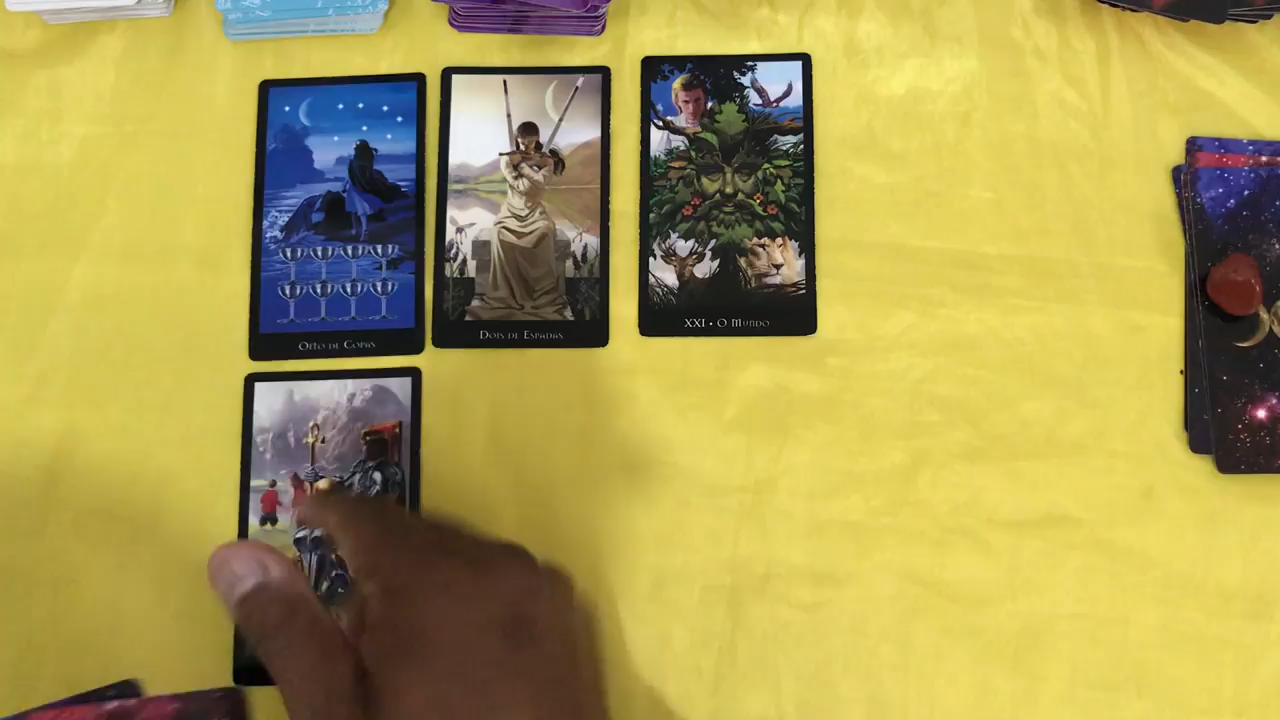 Oito de Copas
Dois de Espadas
XXI • O Mundo